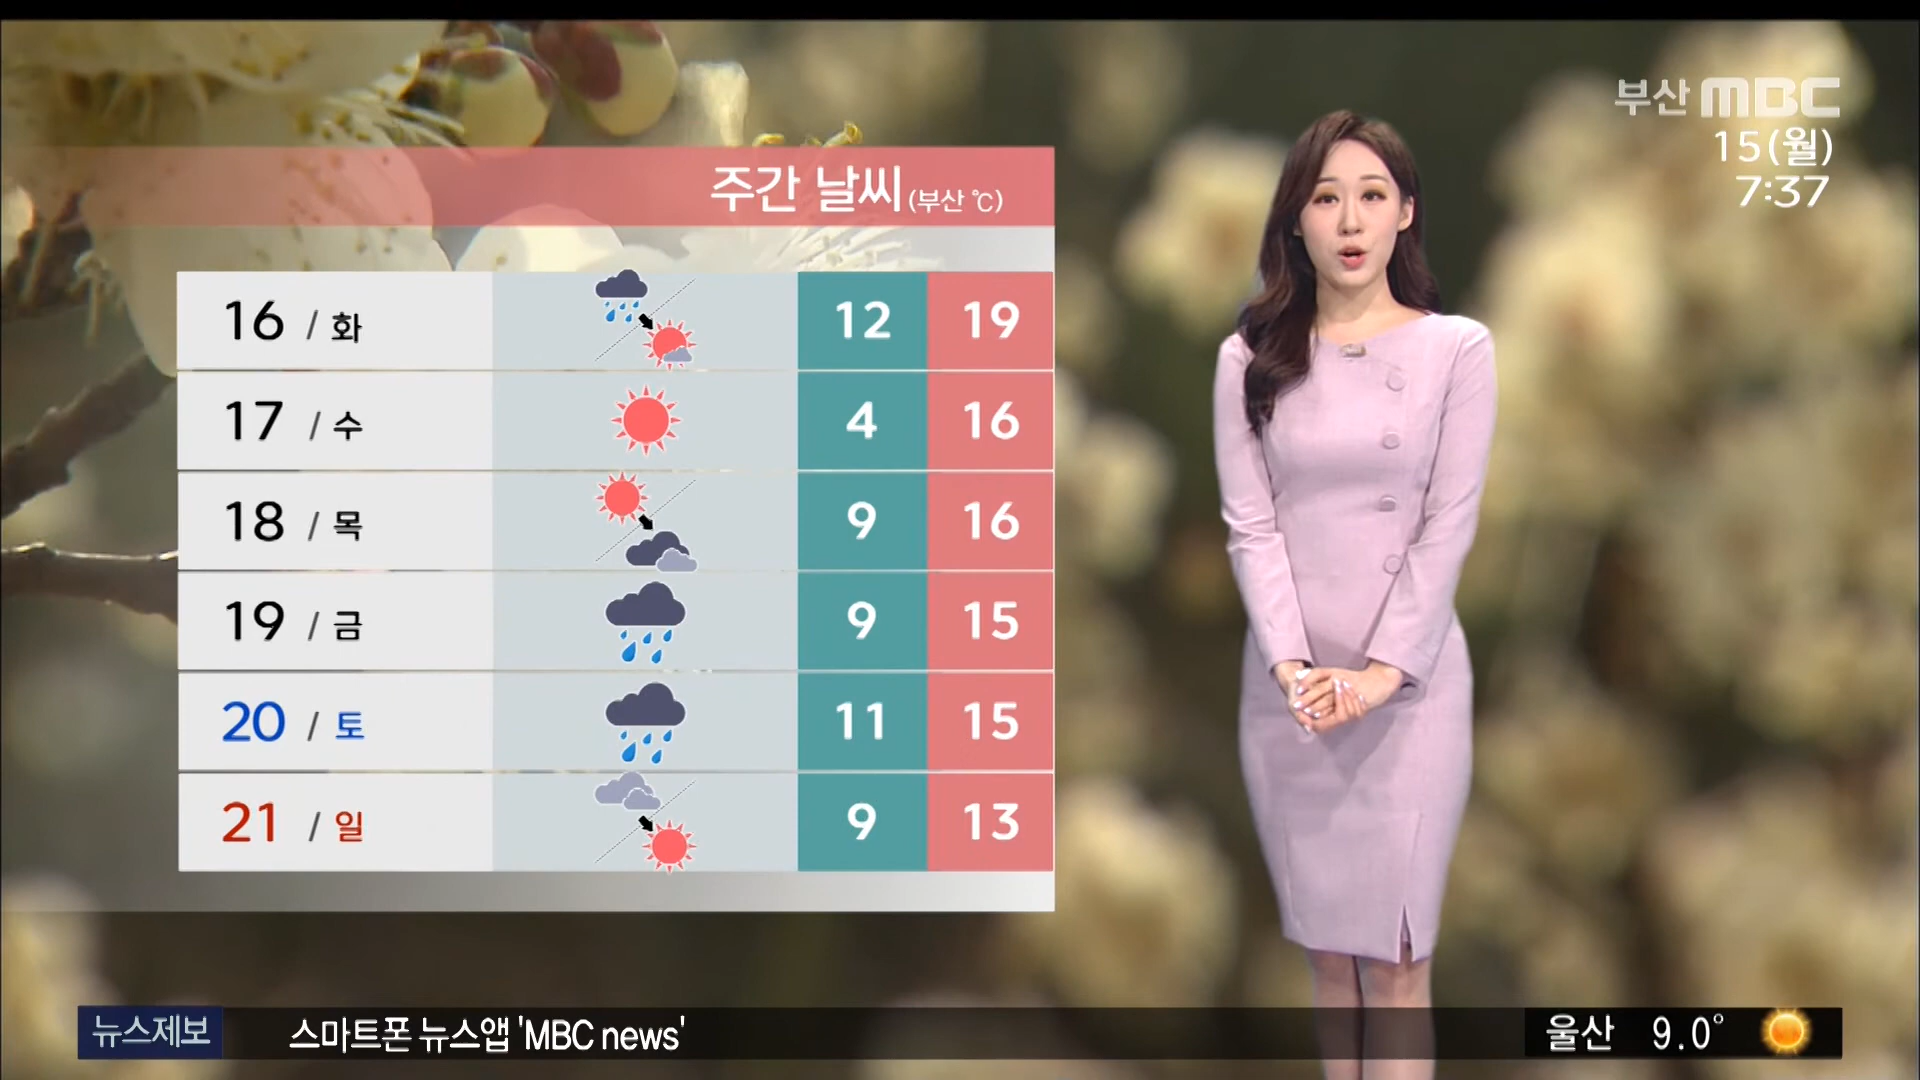 부산 MBC
15(월)
7:37
주간 날씨(부산 ℃)
16 / 화 12 19
17 / 수 4 16
18 / 목 9 16
19 / 금 9 15
20 / 토 11 15
21 / 일 9 13
뉴스제보 스마트폰 뉴스앱 'MBC news' 울산 9.0°